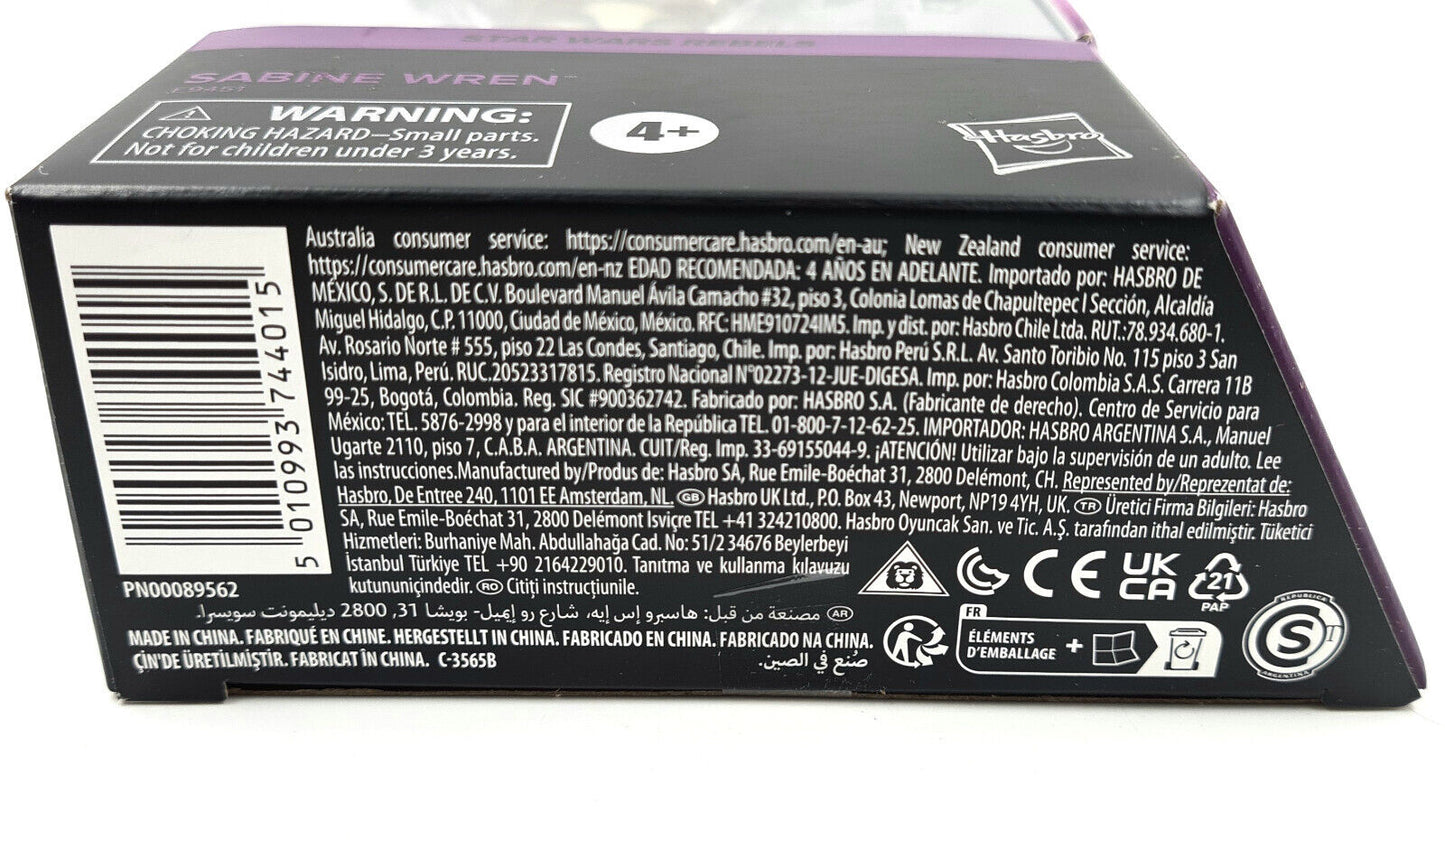 STAR WARS REBELS
SABINE WREN™
E9451
WARNING:
CHOKING HAZARD—Small parts.
Not for children under 3 years.
4+
Hasbro
Australia consumer service: https://consumercare.hasbro.com/en-au; New Zealand consumer service:
https://consumercare.hasbro.com/en-nz EDAD RECOMENDADA: 4 AÑOS EN ADELANTE. Importado por: HASBRO DE
MÉXICO, S. DE R.L. DE C.V. Boulevard Manuel Ávila Camacho #32, piso 3, Colonia Lomas de Chapultepec I Sección, Alcaldía
Miguel Hidalgo, C.P. 11000, Ciudad de México, México. RFC: HME910724IM5. Imp. y dist. por: Hasbro Chile Ltda. RUT.:78.934.680-1.
Av. Rosario Norte # 555, piso 22 Las Condes, Santiago, Chile. Imp. por: Hasbro Perú S.R.L. Av. Santo Toribio No. 115 piso 3 San
Isidro, Lima, Perú. RUC.20523317815. Registro Nacional N°02273-12-JUE-DIGESA. Imp. por: Hasbro Colombia S.A.S. Carrera 11B
99-25, Bogotá, Colombia. Reg. SIC #900362742. Fabricado por: HASBRO S.A. (Fabricante de derecho). Centro de Servicio para
México: TEL. 5876-2998 y para el interior de la República TEL. 01-800-7-12-62-25. IMPORTADOR: HASBRO ARGENTINA S.A., Manuel
Ugarte 2110, piso 7, C.A.B.A. ARGENTINA. CUIT/Reg. Imp. 33-69155044-9. ¡ATENCIÓN! Utilizar bajo la supervisión de un adulto. Lee
las instrucciones.Manufactured by/Produs de: Hasbro SA, Rue Emile-Boéchat 31, 2800 Delémont, CH. Represented by/Reprezentat de:
Hasbro, De Entree 240, 1101 EE Amsterdam, NL. GB Hasbro UK Ltd., P.O. Box 43, Newport, NP19 4YH, UK. TR Üretici Firma Bilgileri: Hasbro
SA, Rue Emile-Boéchat 31, 2800 Delémont Isviçre TEL +41 324210800. Hasbro Oyuncak San. ve Tic. A.Ş. tarafından ithal edilmiştir. Tüketici
Hizmetleri: Burhaniye Mah. Abdullahağa Cad. No: 51/2 34676 Beylerbeyi
İstanbul Türkiye TEL +90 2164229010. Tanıtma ve kullanma kılavuzu
kutununiçindedir. RO Citiți instrucțiunile.
AR مصنعة من قبل: هاسبرو إس إيه، شارع رو إيميل- بويشا 31, 2800 ديليمونت سويسرا.
5 010993 744015
PN00089562
MADE IN CHINA. FABRIQUÉ EN CHINE. HERGESTELLT IN CHINA. FABRICADO EN CHINA. FABRICADO NA CHINA.
ÇİN'DE ÜRETİLMİŞTİR. FABRICAT ÎN CHINA. C-3565B
صُنع في الصين.
CE
UK
CA
21
PAP
FR
ÉLÉMENTS
D'EMBALLAGE
+
REPUBLICA
S
ARGENTINA